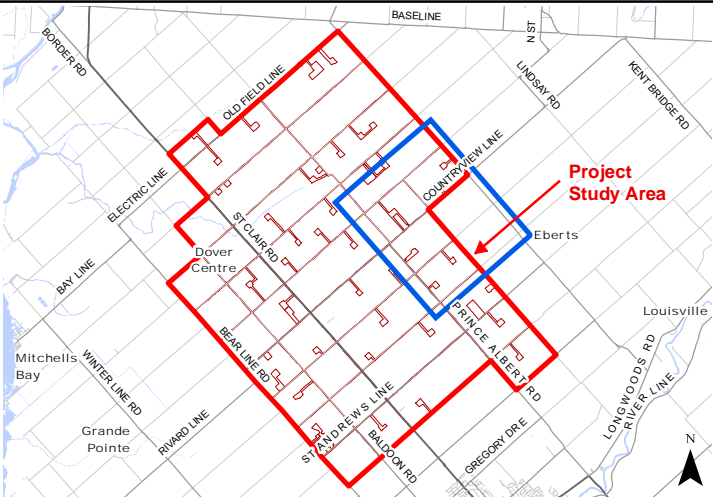 BASELINE
N ST
BORDER RD
LINDSAY RD
KENT BRIDGE RD
OLD FIELD LINE
COUNTRYVIEW LINE
Project
Study Area
ELECTRIC LINE
ST CLAIR RD
Eberts
Dover
Centre
BAY LINE
PRINCE ALBERT RD
Louisville
BEAR LINE RD
Mitchells
Bay
WINTER LINE RD
LONGWOODS RD
RIVER LINE
ST ANDREWS LINE
Grande
Pointe
RIVARD LINE
BALDOON RD
GREGORY DR E
N